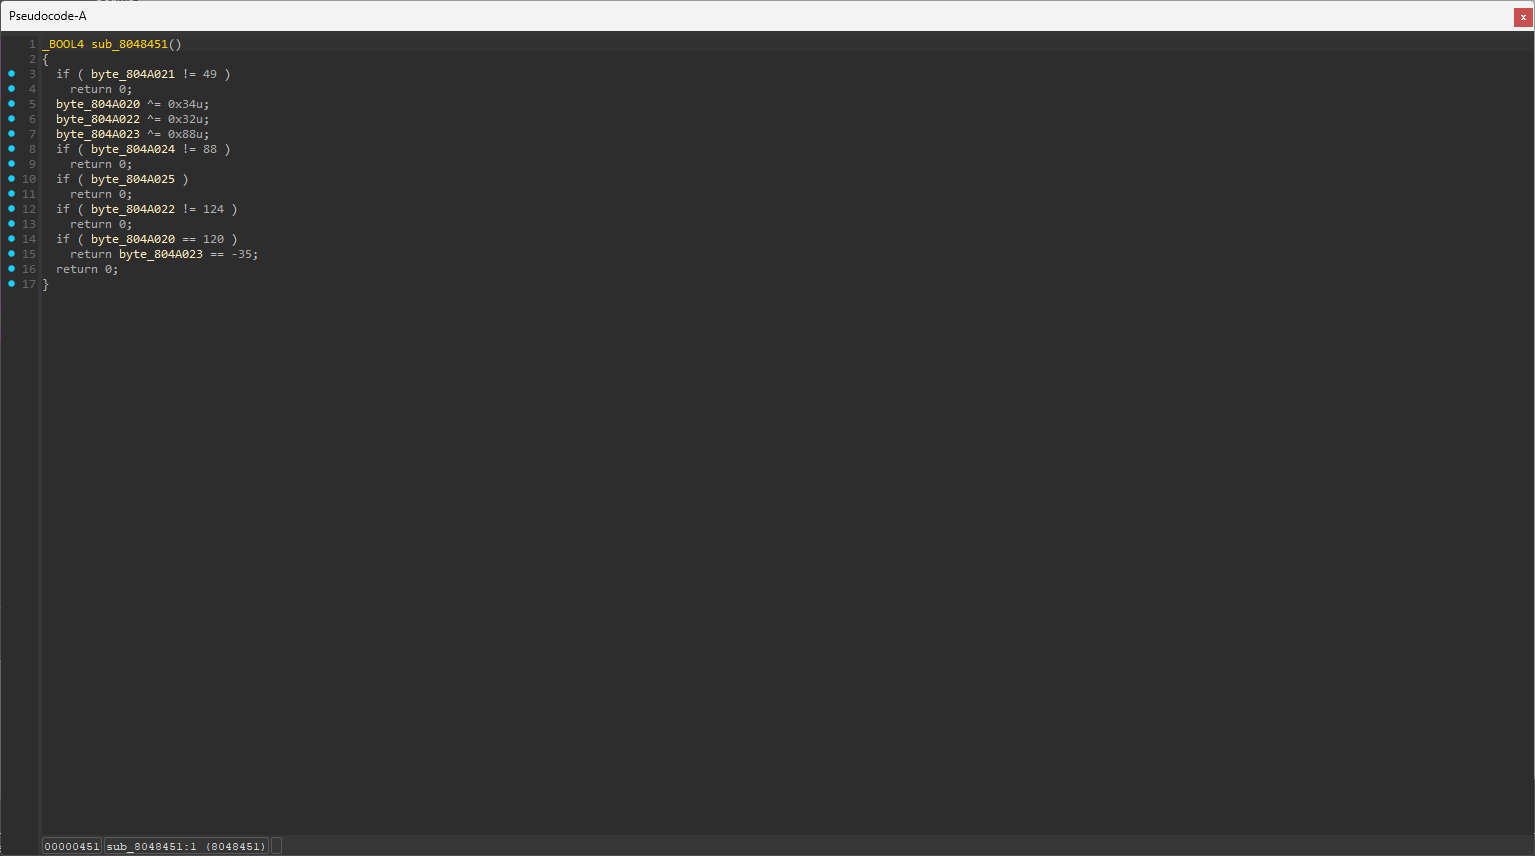 Pseudocode-A
x
1 _BOOL4 sub_8048451()
2 {
3 if ( byte_804A021 != 49 )
4 return 0;
5 byte_804A020 ^= 0x34u;
6 byte_804A022 ^= 0x32u;
7 byte_804A023 ^= 0x88u;
8 if ( byte_804A024 != 88 )
9 return 0;
10 if ( byte_804A025 )
11 return 0;
12 if ( byte_804A022 != 124 )
13 return 0;
14 if ( byte_804A020 == 120 )
15 return byte_804A023 == -35;
16 return 0;
17 }
00000451 sub_8048451:1 (8048451)